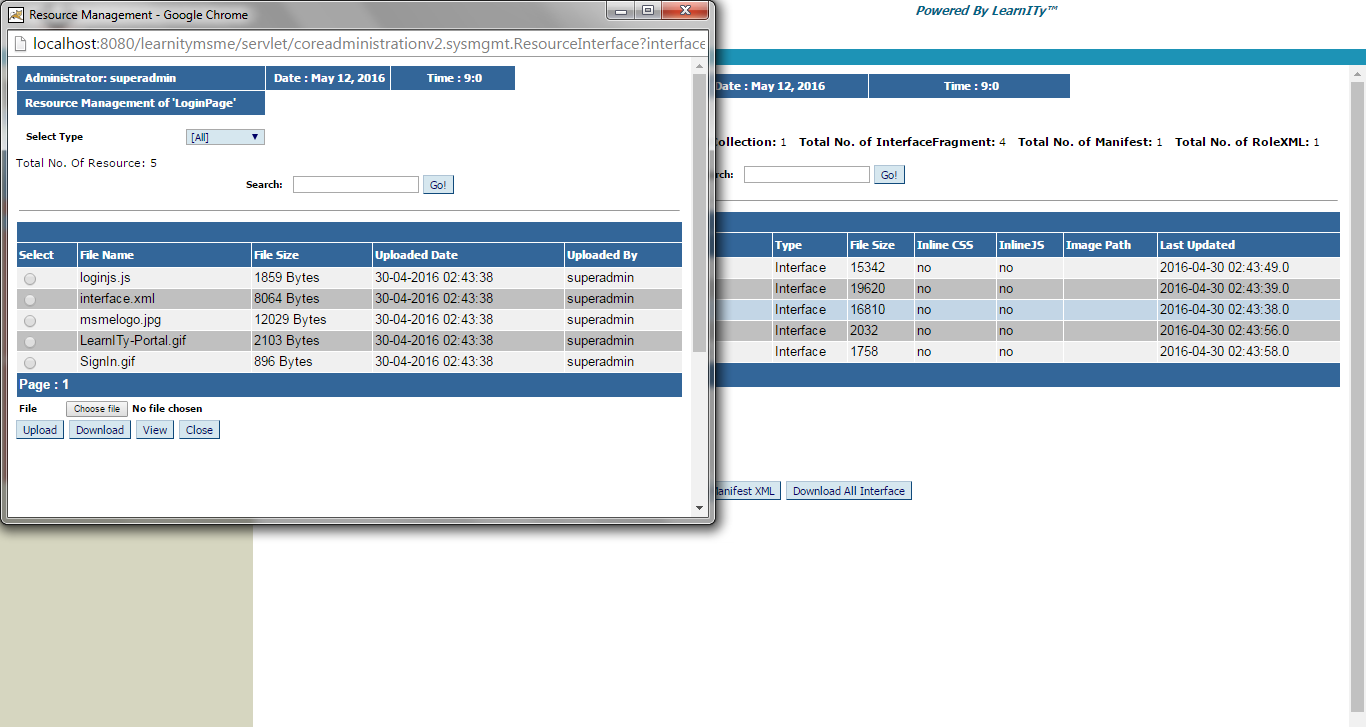 Resource Management - Google Chrome
localhost:8080/learnitymsme/servlet/coreadministrationv2.sysmgmt.ResourceInterface?interface
Administrator: superadmin Date : May 12, 2016 Time : 9:0
Resource Management of 'LoginPage'
Select Type [All]
Total No. Of Resource: 5
Search: Go!
Select File Name File Size Uploaded Date Uploaded By
loginjs.js 1859 Bytes 30-04-2016 02:43:38 superadmin
interface.xml 8064 Bytes 30-04-2016 02:43:38 superadmin
msmelogo.jpg 12029 Bytes 30-04-2016 02:43:38 superadmin
LearnITy-Portal.gif 2103 Bytes 30-04-2016 02:43:38 superadmin
SignIn.gif 896 Bytes 30-04-2016 02:43:38 superadmin
Page : 1
File Choose file No file chosen
Upload Download View Close
Powered By LearnITy™
Date : May 12, 2016 Time : 9:0
Collection: 1 Total No. of InterfaceFragment: 4 Total No. of Manifest: 1 Total No. of RoleXML: 1
rch: Go!
Type File Size Inline CSS InlineJS Image Path Last Updated
Interface 15342 no no 2016-04-30 02:43:49.0
Interface 19620 no no 2016-04-30 02:43:39.0
Interface 16810 no no 2016-04-30 02:43:38.0
Interface 2032 no no 2016-04-30 02:43:56.0
Interface 1758 no no 2016-04-30 02:43:58.0
Manifest XML Download All Interface